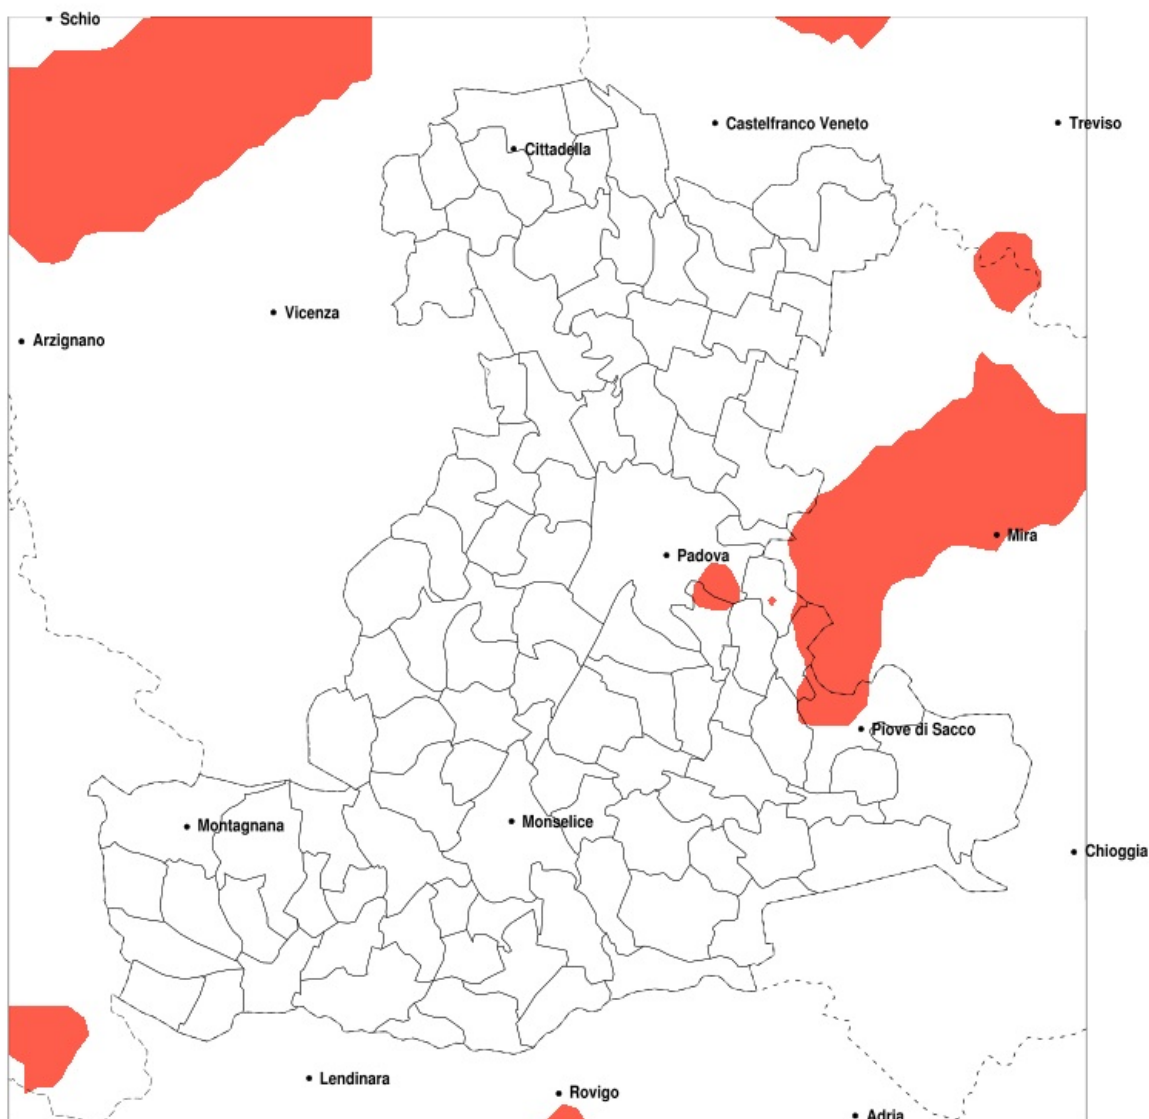 Schio
Castelfranco Veneto
Treviso
Cittadella
Vicenza
Arzignano
Mira
Padova
Piove di Sacco
Montagnana
Monselice
Chioggia
Lendinara
Rovigo
Adria